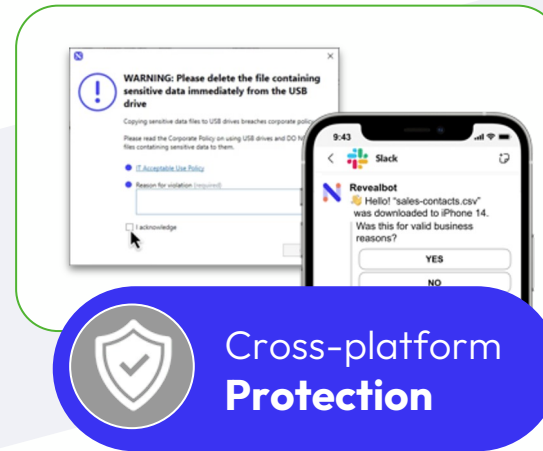 WARNING: Please delete the file containing
sensitive data immediately from the USB
drive
Copying sensitive data files to USB drives breaches corporate
Please read the Corporate Policy on using USB drives and DO
files containing sensitive data to them.
IT Acceptable Use Policy
Reason for violation (required)
I acknowledge
9:43
Slack
Revealbot
👋 Hello! "sales-contacts.csv"
was downloaded to iPhone 14.
Was this for valid business
reasons?
YES
NO
Cross-platform
Protection